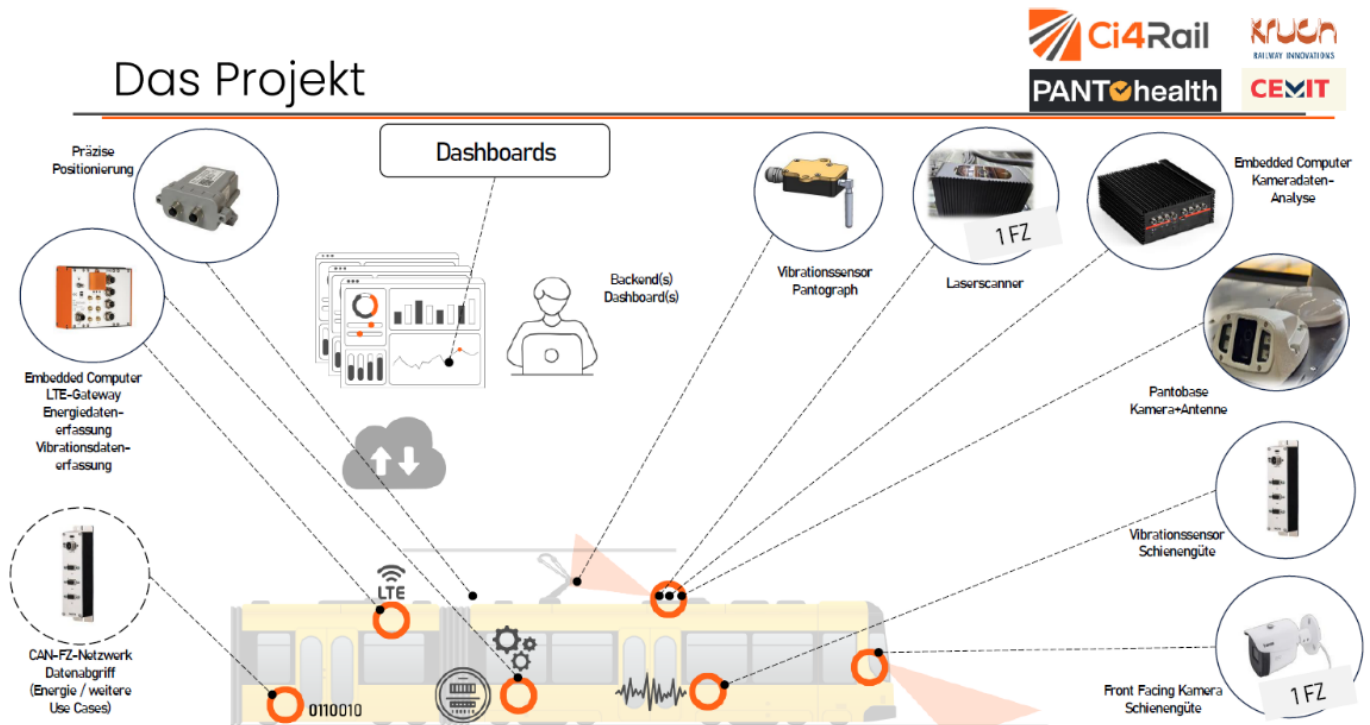 Das Projekt
Ci4Rail
Kruch
RAILWAY INNOVATIONS
PANTOhealth
CEMIT
Präzise
Positionierung
Dashboards
1 FZ
Embedded Computer
Kameradaten-
Analyse
Backend(s)
Dashboard(s)
Vibrationssensor
Pantograph
Laserscanner
Embedded Computer
LTE-Gateway
Energiedaten-
erfassung
Vibrationsdaten-
erfassung
Pantobase
Kamera+Antenne
Vibrationssensor
Schienengüte
LTE
CAN-FZ-Netzwerk
Datenabgriff
(Energie / weitere
Use Cases)
0110010
Front Facing Kamera
Schienengüte
1 FZ